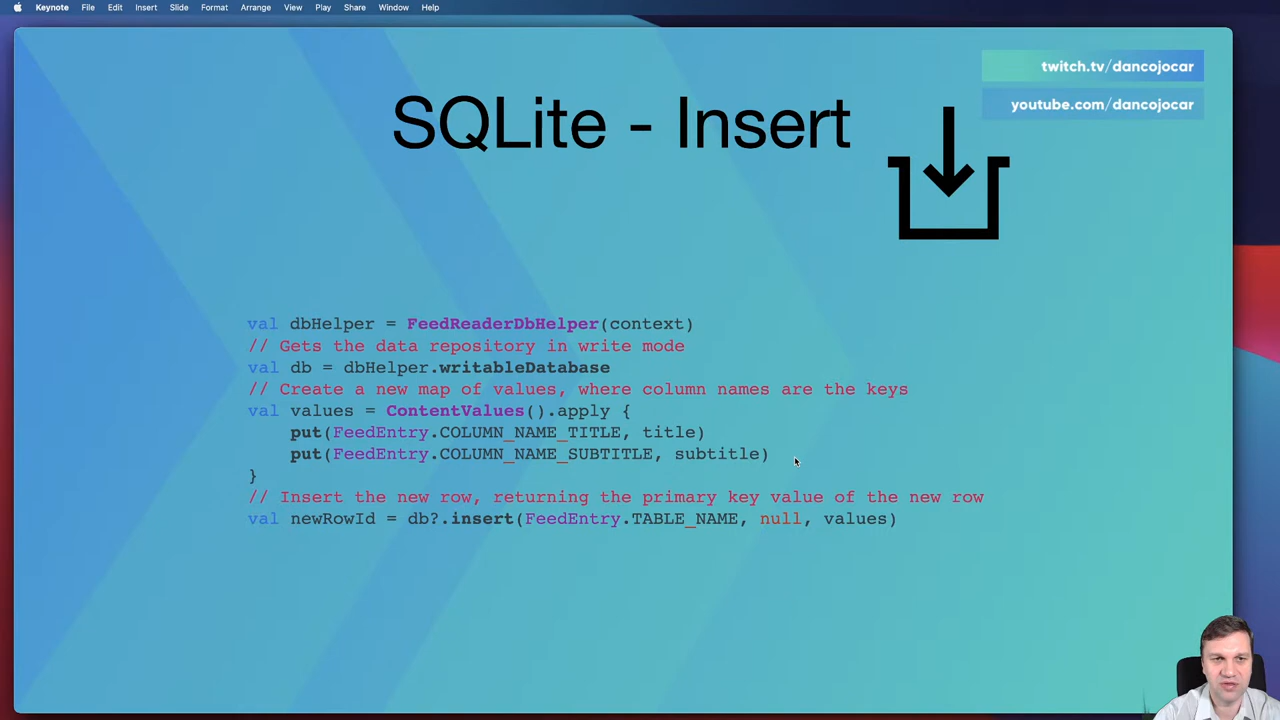 Keynote File Edit Insert Slide Format Arrange View Play Share Window Help
twitch.tv/dancojocar
youtube.com/dancojocar
SQLite - Insert
val dbHelper = FeedReaderDbHelper(context)
// Gets the data repository in write mode
val db = dbHelper.writableDatabase
// Create a new map of values, where column names are the keys
val values = ContentValues().apply {
    put(FeedEntry.COLUMN_NAME_TITLE, title)
    put(FeedEntry.COLUMN_NAME_SUBTITLE, subtitle)
}
// Insert the new row, returning the primary key value of the new row
val newRowId = db?.insert(FeedEntry.TABLE_NAME, null, values)